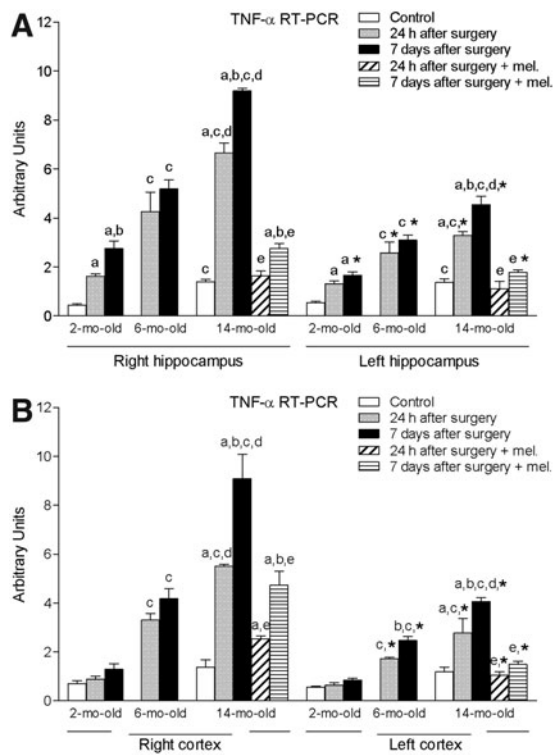 A
TNF-α RT-PCR
Control
24 h after surgery
7 days after surgery
24 h after surgery + mel.
7 days after surgery + mel.
Arbitrary Units
12
10
8
6
4
2
0
a
a,b
c
c
c
a,c,d
a,b,c,d
e
a,b,e
a
a *
c *
c *
c
a,c,*
a,b,c,d,*
e
e *
2-mo-old 6-mo-old 14-mo-old 2-mo-old 6-mo-old 14-mo-old
Right hippocampus Left hippocampus
B
TNF-α RT-PCR
Control
24 h after surgery
7 days after surgery
24 h after surgery + mel.
7 days after surgery + mel.
Arbitrary Units
12
10
8
6
4
2
0
c
c
a,c,d
a,b,c,d
a,e
a,b,e
c,*
b,c,*
a,c,*
a,b,c,d,*
e,*
e,*
2-mo-old 6-mo-old 14-mo-old 2-mo-old 6-mo-old 14-mo-old
Right cortex Left cortex